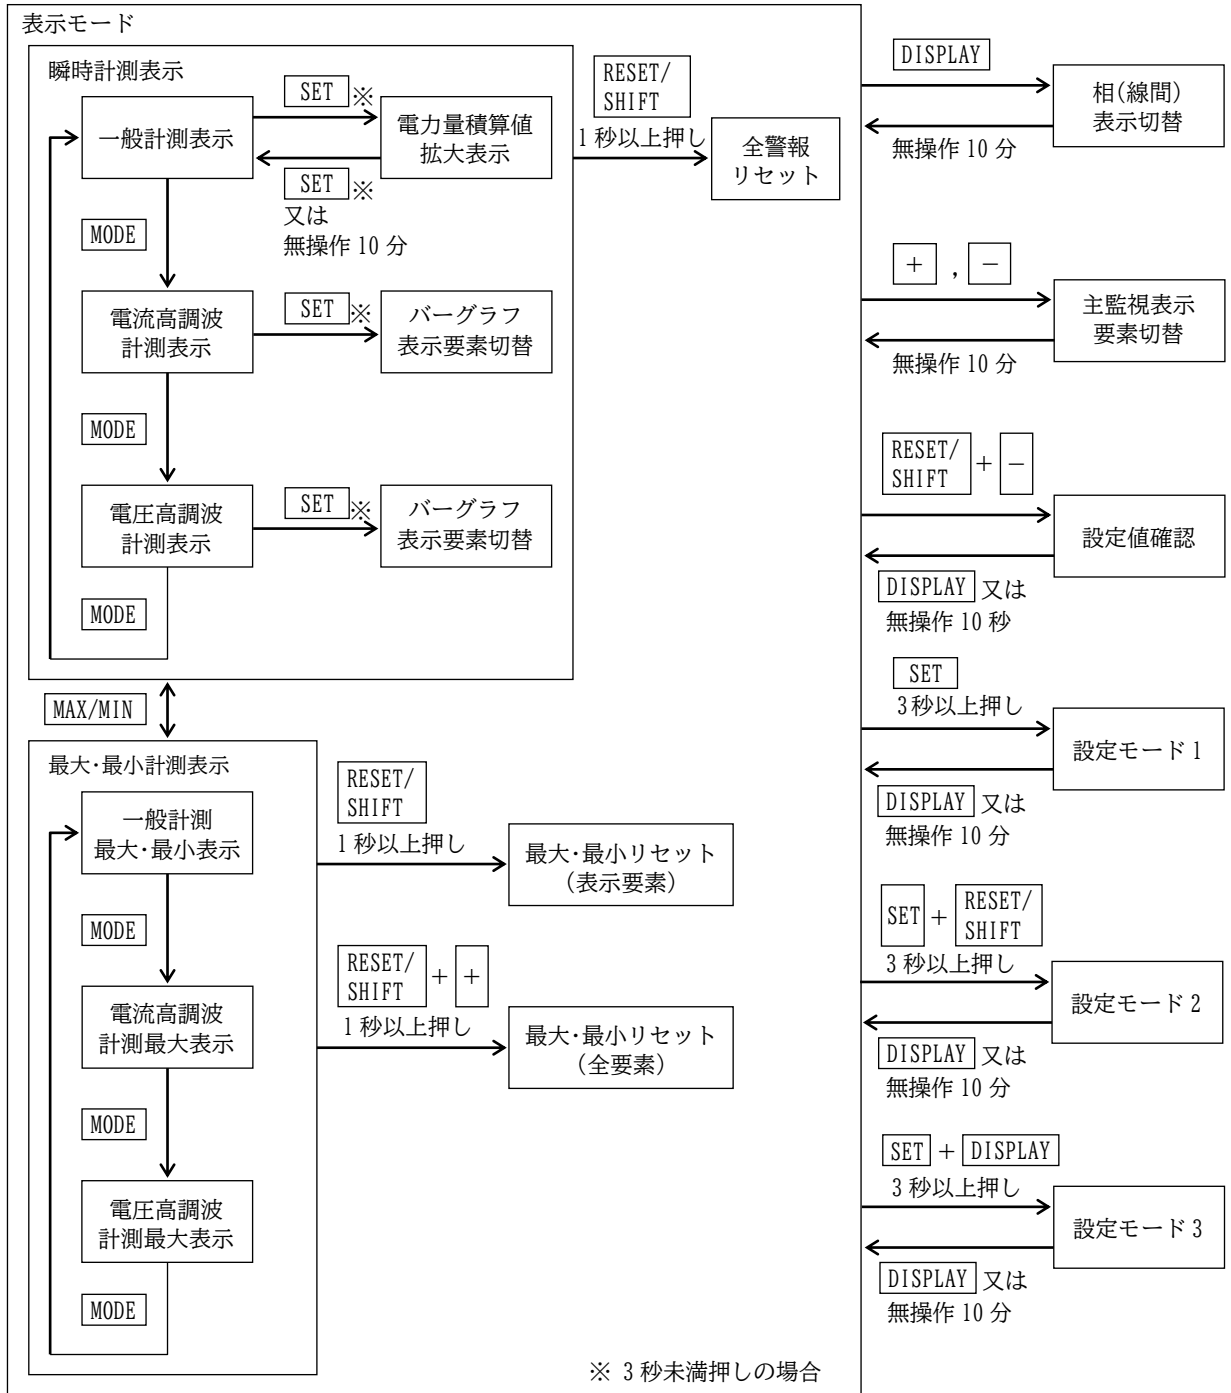 表示モード
瞬時計測表示
一般計測表示
SET ※
電力量積算値
拡大表示
SET ※
又は
無操作 10 分
RESET/
SHIFT
1 秒以上押し
全警報
リセット
MODE
電流高調波
計測表示
SET ※
バーグラフ
表示要素切替
MODE
電圧高調波
計測表示
SET ※
バーグラフ
表示要素切替
MODE
MAX/MIN
最大・最小計測表示
一般計測
最大・最小表示
RESET/
SHIFT
1 秒以上押し
最大・最小リセット
(表示要素)
MODE
電流高調波
計測最大表示
RESET/
SHIFT
+ +
1 秒以上押し
最大・最小リセット
(全要素)
MODE
電圧高調波
計測最大表示
MODE
※ 3 秒未満押しの場合
DISPLAY
相(線間)
表示切替
無操作 10 分
+ , −
主監視表示
要素切替
無操作 10 分
RESET/
SHIFT
+ −
設定値確認
DISPLAY 又は
無操作 10 秒
SET
3 秒以上押し
設定モード 1
DISPLAY 又は
無操作 10 分
SET +
RESET/
SHIFT
3 秒以上押し
設定モード 2
DISPLAY 又は
無操作 10 分
SET + DISPLAY
3 秒以上押し
設定モード 3
DISPLAY 又は
無操作 10 分